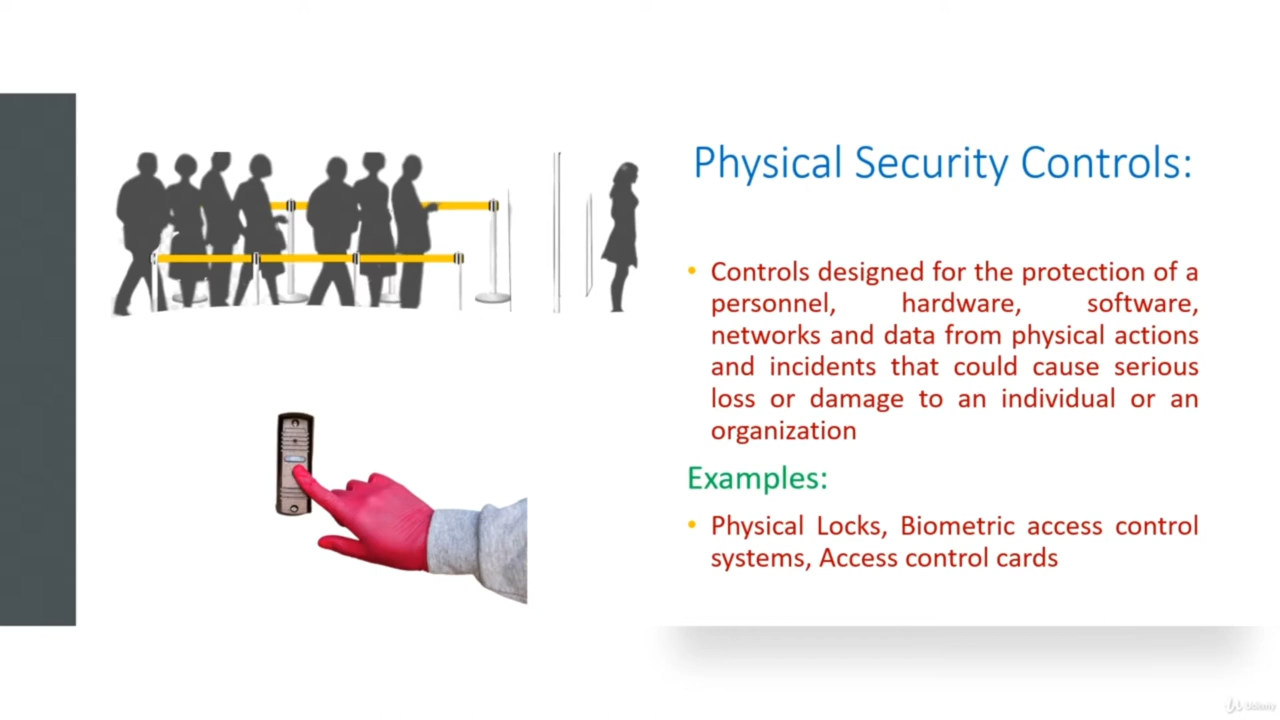 Physical Security Controls:
• Controls designed for the protection of a
personnel, hardware, software,
networks and data from physical actions
and incidents that could cause serious
loss or damage to an individual or an
organization
Examples:
• Physical Locks, Biometric access control
systems, Access control cards
Udemy